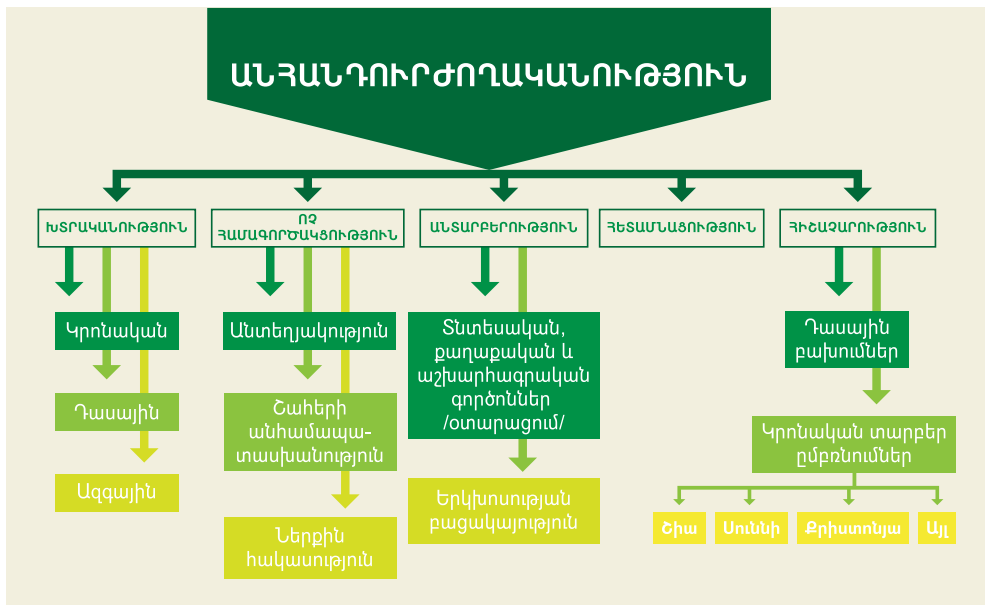 ԱՆՀԱՆԴՈՒՐԺՈՂԱԿԱՆՈՒԹՅՈՒՆ
ԽՏՐԱԿԱՆՈՒԹՅՈՒՆ
ՈՉ
ՀԱՄԱԳՈՐԾԱԿՑՈՒԹՅՈՒՆ
ԱՆՏԱՐԲԵՐՈՒԹՅՈՒՆ
ՀԵՏԱՄՆԱՑՈՒԹՅՈՒՆ
ՀԻՇԱՉԱՐՈՒԹՅՈՒՆ
Կրոնական
Դասային
Ազգային
Անտեղյակություն
Շահերի
անհամապա-
տասխանություն
Ներքին
հակասություն
Տնտեսական,
քաղաքական և
աշխարհագրական
գործոններ
/օտարացում/
Երկխոսության
բացակայություն
Դասային
բախումներ
Կրոնական տարբեր
ըմբռնումներ
Շիա
Սուննի
Քրիստոնյա
Այլ